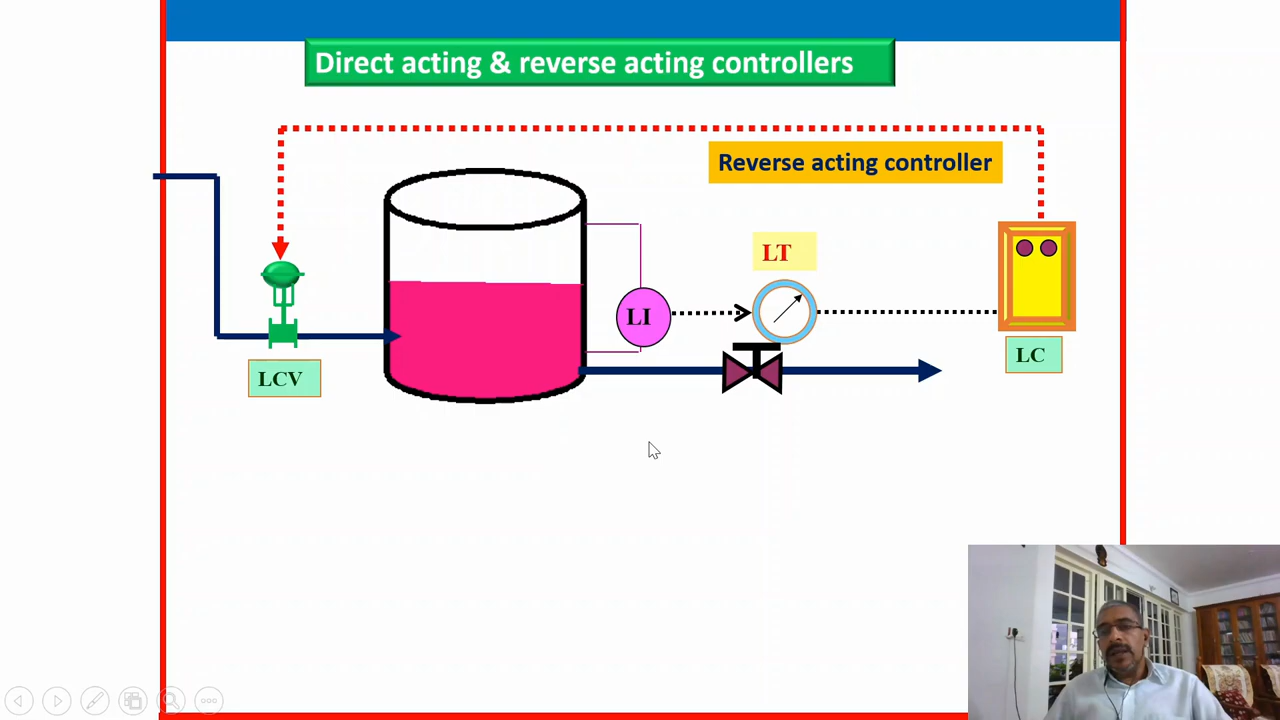 Direct acting & reverse acting controllers
Reverse acting controller
LT
LI
LC
LCV